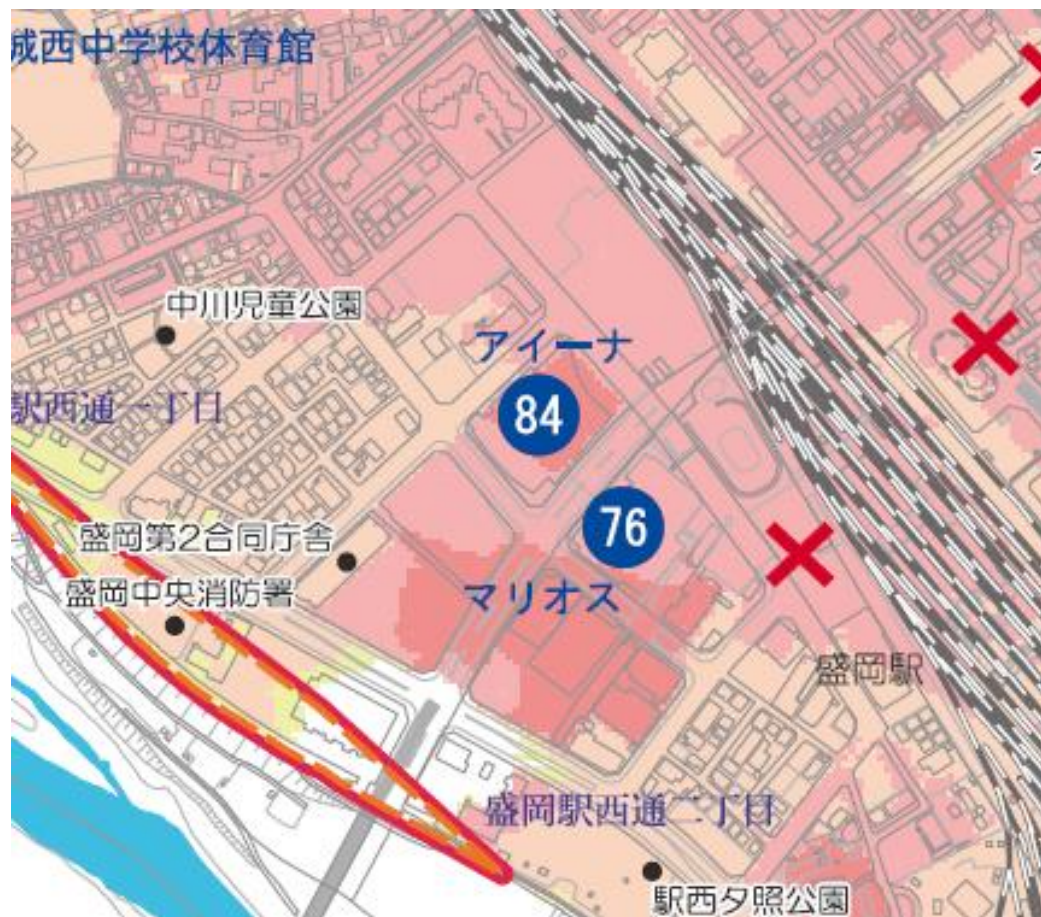 城西中学校体育館
中川児童公園
アイーナ
84
駅西通一丁目
76
盛岡第2合同庁舎
盛岡中央消防署
マリオス
盛岡駅
盛岡駅西通二丁目
駅西夕照公園